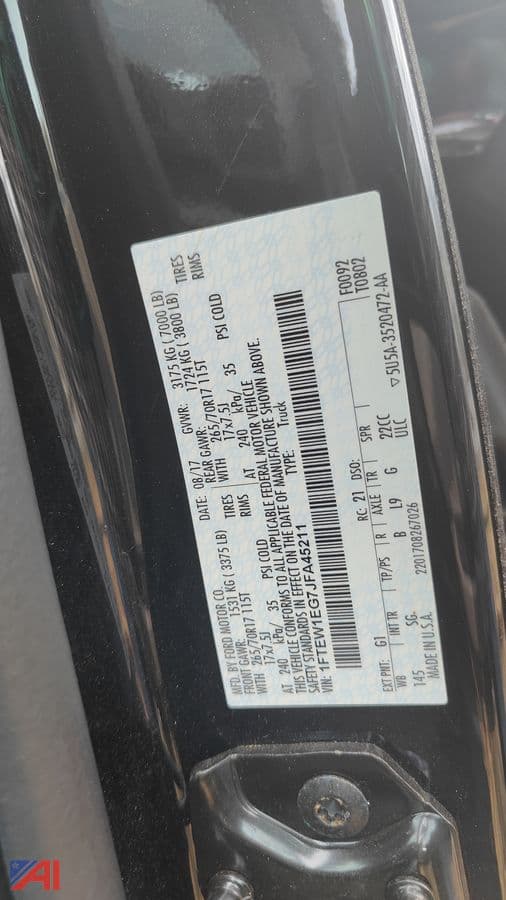 MFD. BY FORD MOTOR CO.
DATE: 08/17 GVWR: 3175 KG ( 7000 LB)
FRONT GAWR: 1531 KG ( 3375 LB) REAR GAWR: 1724 KG ( 3800 LB)
WITH 265/70R17 115T TIRES WITH 265/70R17 115T TIRES
17x7.5J RIMS 17x7.5J RIMS
AT 240 kPa/ 35 PSI COLD AT 240 kPa/ 35 PSI COLD
THIS VEHICLE CONFORMS TO ALL APPLICABLE FEDERAL MOTOR VEHICLE
SAFETY STANDARDS IN EFFECT ON THE DATE OF MANUFACTURE SHOWN ABOVE.
VIN: 1FTEW1EG7JFA45211 TYPE: Truck
F0092
T0802
EXT PNT: G1 RC: 21 DSO:
WB INT TR TP/PS R AXLE TR SPR
145 SG B L9 G 22CC
ULC
MADE IN U.S.A. 2201708267026 ▽5U5A-3520472-AA
AI